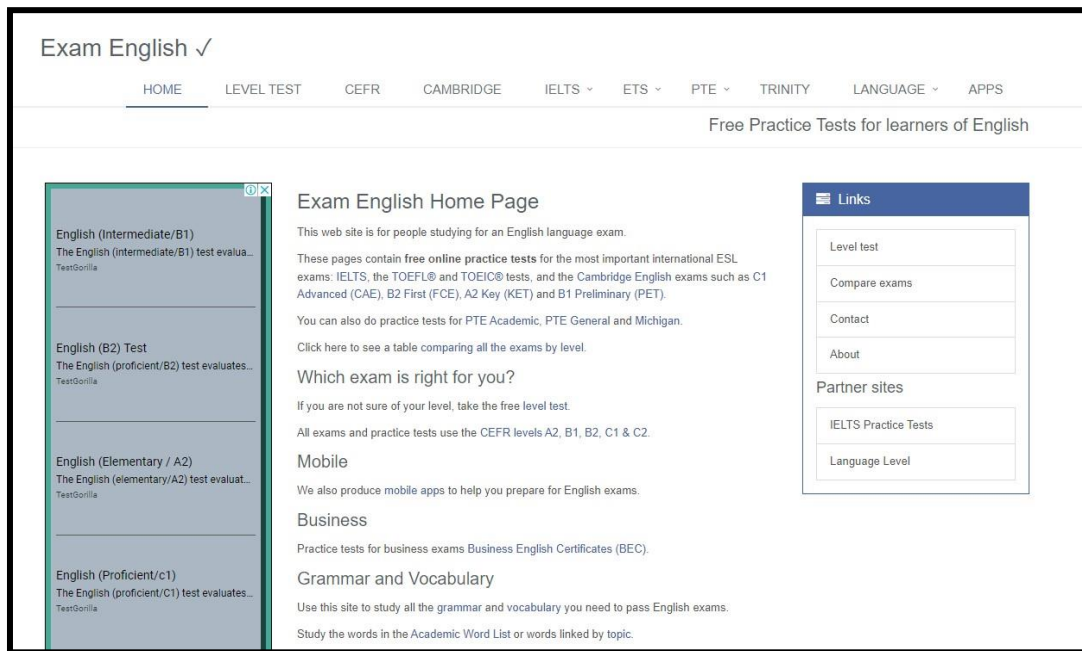 Exam English ✓
HOME LEVEL TEST CEFR CAMBRIDGE IELTS ETS PTE TRINITY LANGUAGE APPS
Free Practice Tests for learners of English
English (Intermediate/B1)
The English (intermediate/B1) test evalua...
TestGorilla
English (B2) Test
The English (proficient/B2) test evaluates...
TestGorilla
English (Elementary / A2)
The English (elementary/A2) test evaluat...
TestGorilla
English (Proficient/c1)
The English (proficient/C1) test evaluates...
TestGorilla
Exam English Home Page
This web site is for people studying for an English language exam.
These pages contain free online practice tests for the most important international ESL
exams: IELTS, the TOEFL® and TOEIC® tests, and the Cambridge English exams such as C1
Advanced (CAE), B2 First (FCE), A2 Key (KET) and B1 Preliminary (PET).
You can also do practice tests for PTE Academic, PTE General and Michigan.
Click here to see a table comparing all the exams by level.
Which exam is right for you?
If you are not sure of your level, take the free level test.
All exams and practice tests use the CEFR levels A2, B1, B2, C1 & C2.
Mobile
We also produce mobile apps to help you prepare for English exams.
Business
Practice tests for business exams Business English Certificates (BEC).
Grammar and Vocabulary
Use this site to study all the grammar and vocabulary you need to pass English exams.
Study the words in the Academic Word List or words linked by topic.
Links
Level test
Compare exams
Contact
About
Partner sites
IELTS Practice Tests
Language Level